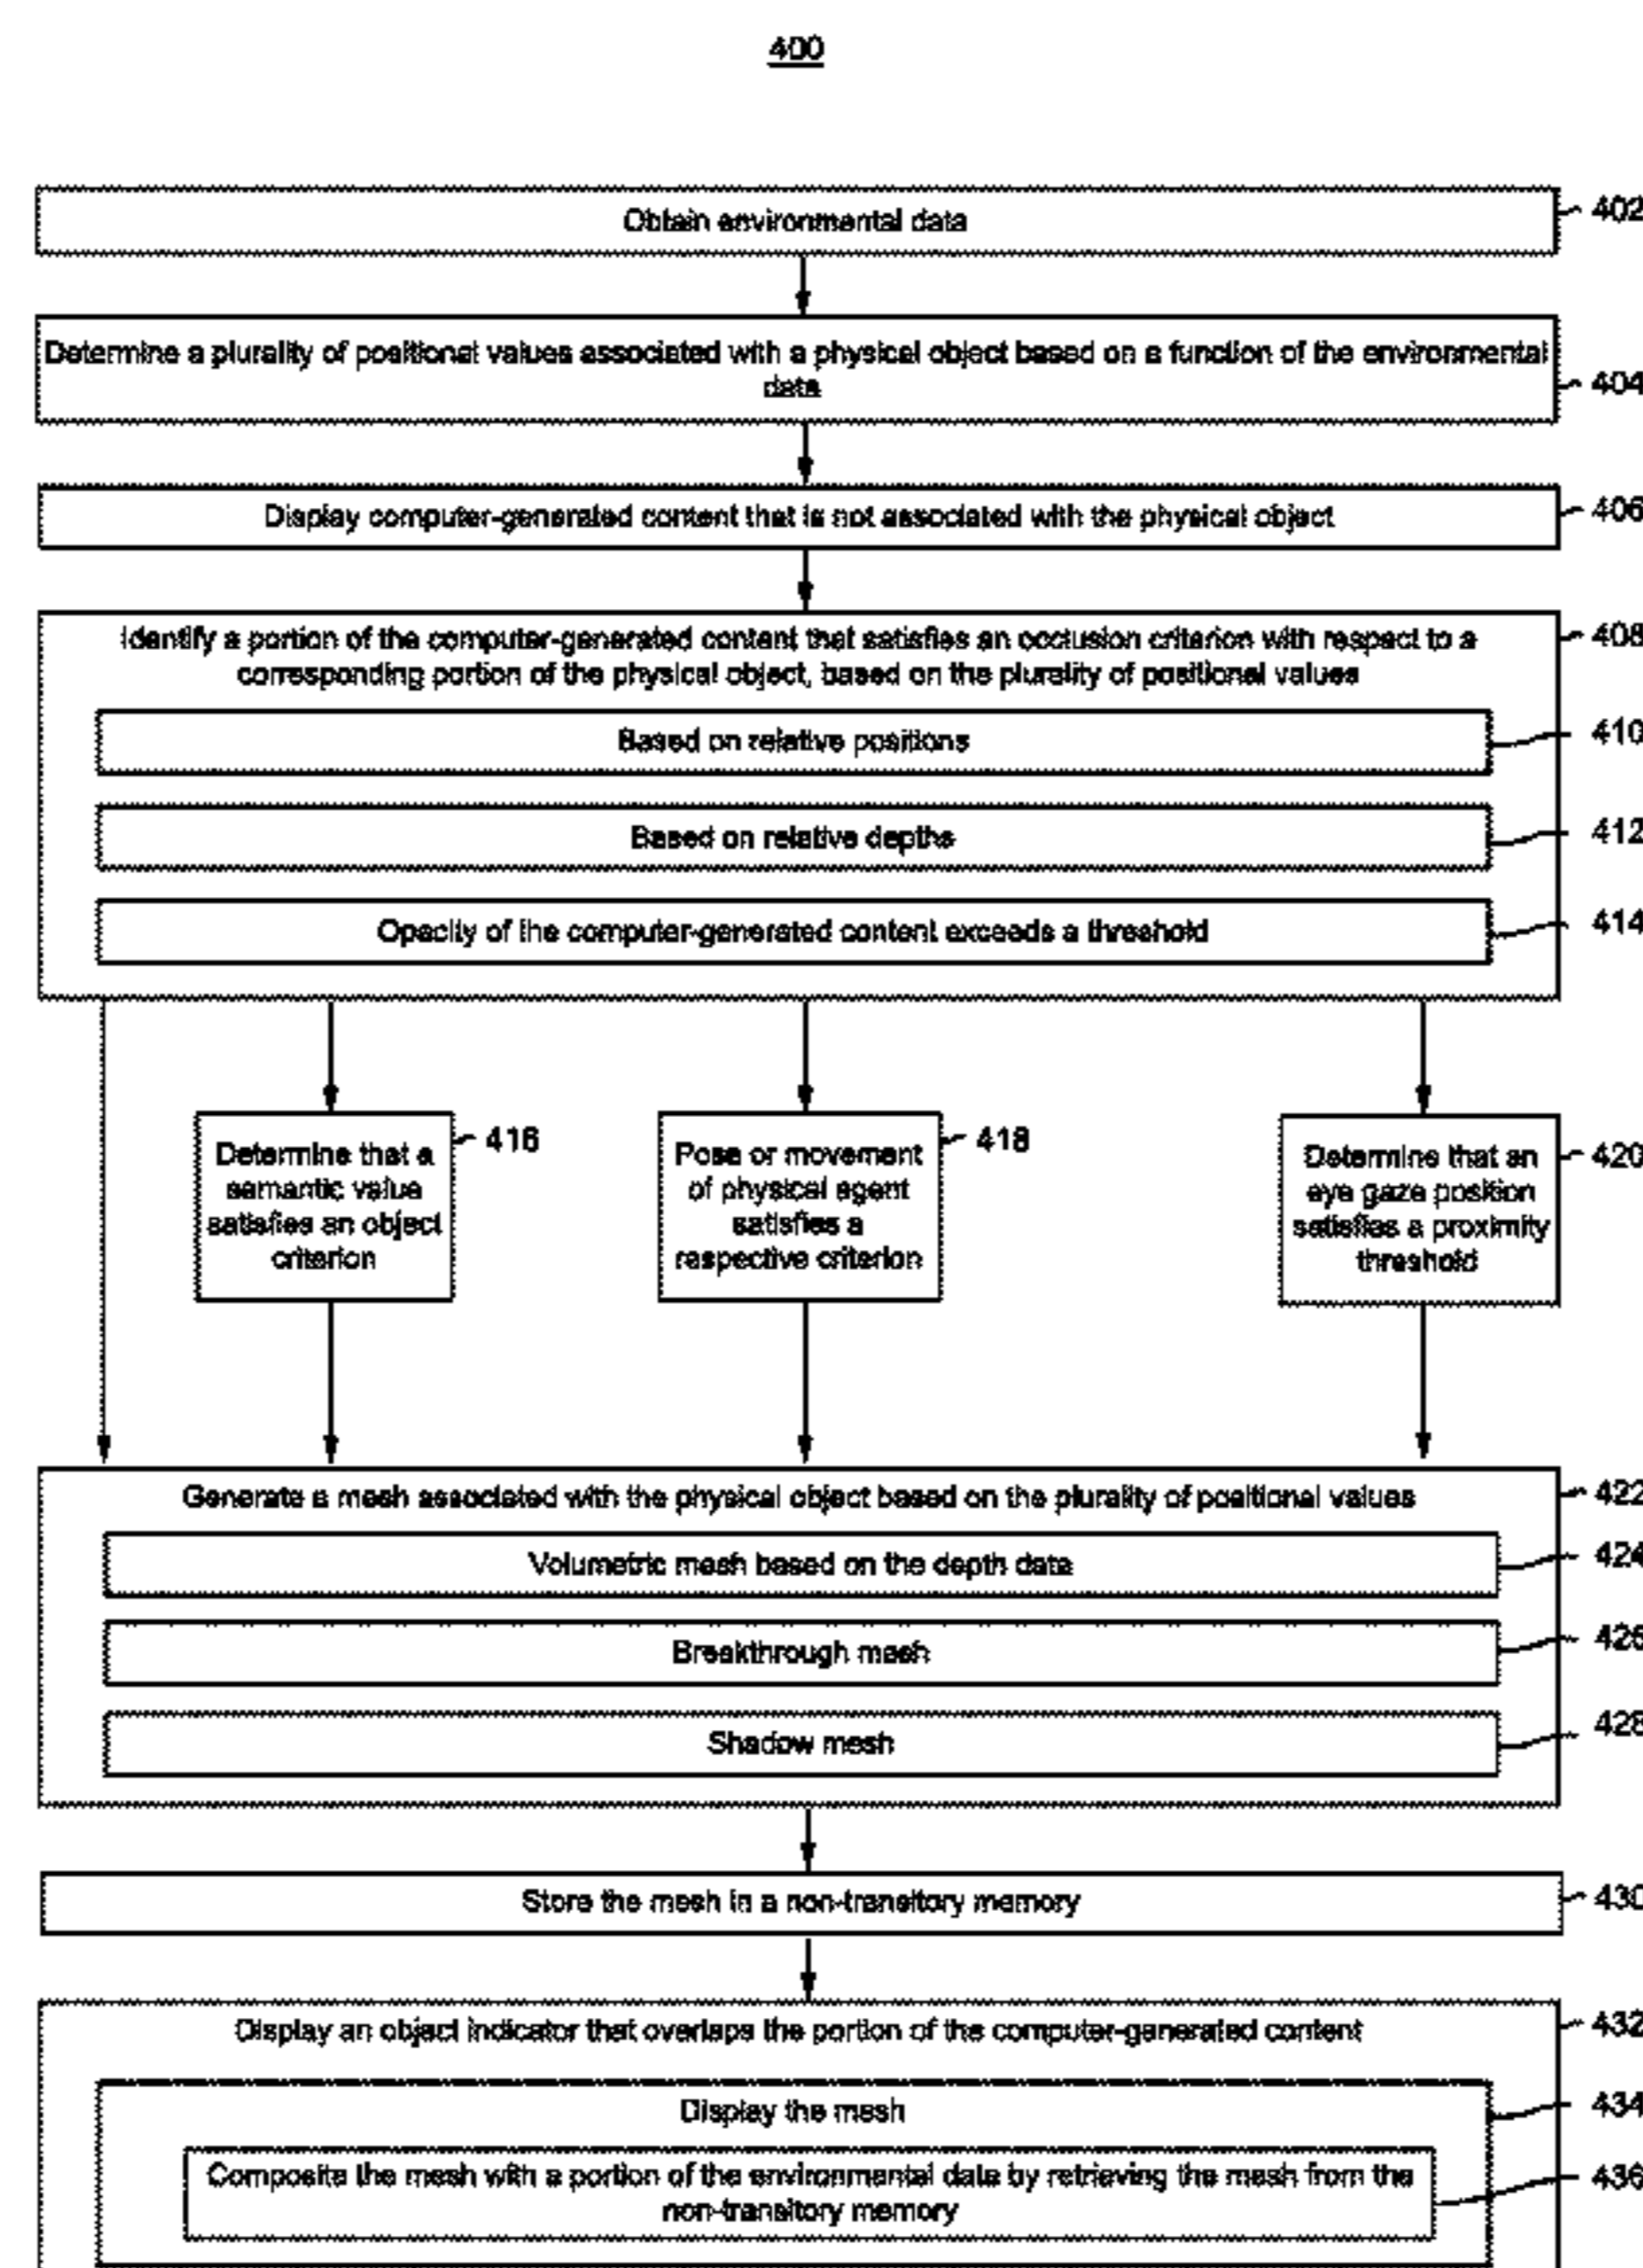 400
Obtain environmental data
402
Determine a plurality of positional values associated with a physical object based on a function of the environmental
data
404
Display computer-generated content that is not associated with the physical object
406
Identify a portion of the computer-generated content that satisfies an occlusion criterion with respect to a
corresponding portion of the physical object, based on the plurality of positional values
408
Based on relative positions
410
Based on relative depths
412
Opacity of the computer-generated content exceeds a threshold
414
Determine that a
semantic value
satisfies an object
criterion
416
Pose or movement
of physical agent
satisfies a
respective criterion
418
Determine that an
eye gaze position
satisfies a proximity
threshold
420
Generate a mesh associated with the physical object based on the plurality of positional values
422
Volumetric mesh based on the depth data
424
Breakthrough mesh
426
Shadow mesh
428
Store the mesh in a non-transitory memory
430
Display an object indicator that overlaps the portion of the computer-generated content
432
Display the mesh
434
Composite the mesh with a portion of the environmental data by retrieving the mesh from the
non-transitory memory
436